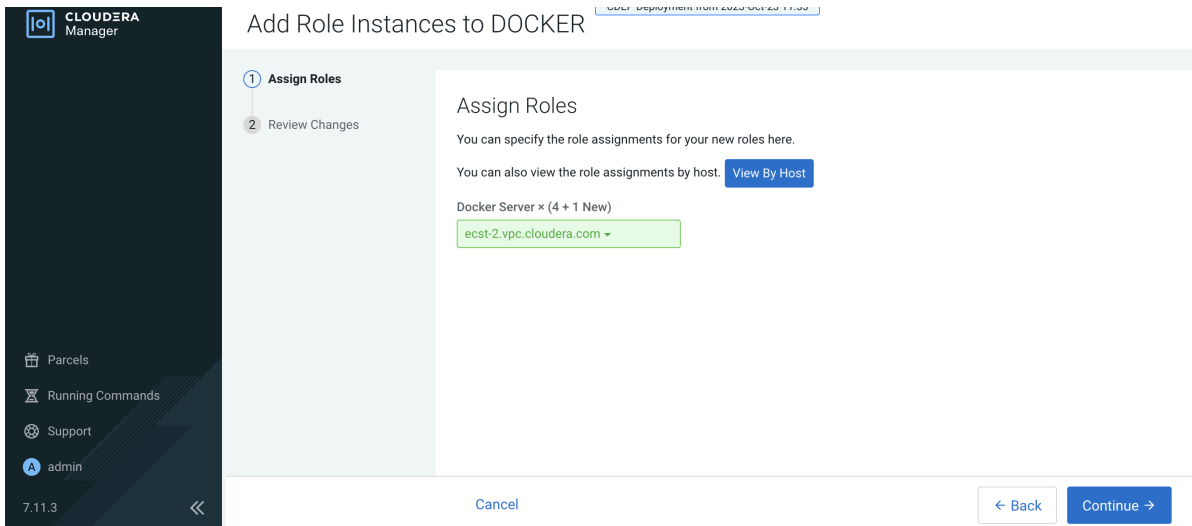 CLOUDERA
Manager
Add Role Instances to DOCKER
1 Assign Roles
2 Review Changes
Assign Roles
You can specify the role assignments for your new roles here.
You can also view the role assignments by host. View By Host
Docker Server × (4 + 1 New)
ecst-2.vpc.cloudera.com
Parcels
Running Commands
Support
A admin
7.11.3
Cancel
← Back
Continue →